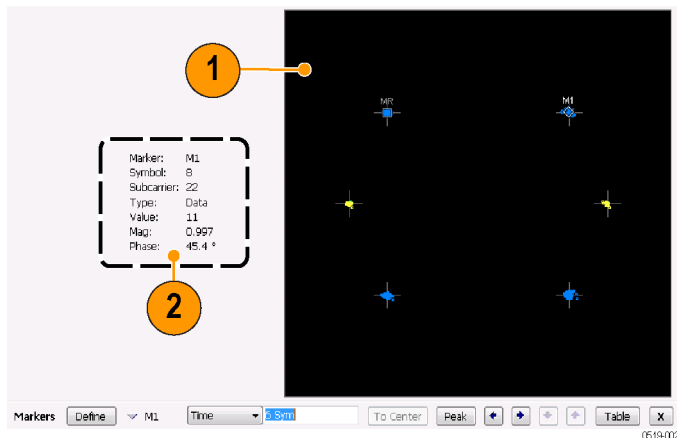 1
MR
M1
Marker: M1
Symbol: 8
Subcarrier: 22
Type: Data
Value: 11
Mag: 0.997
Phase: 45.4 °
2
Markers Define M1 Time 5 Sym To Center Peak Table X
0519-002